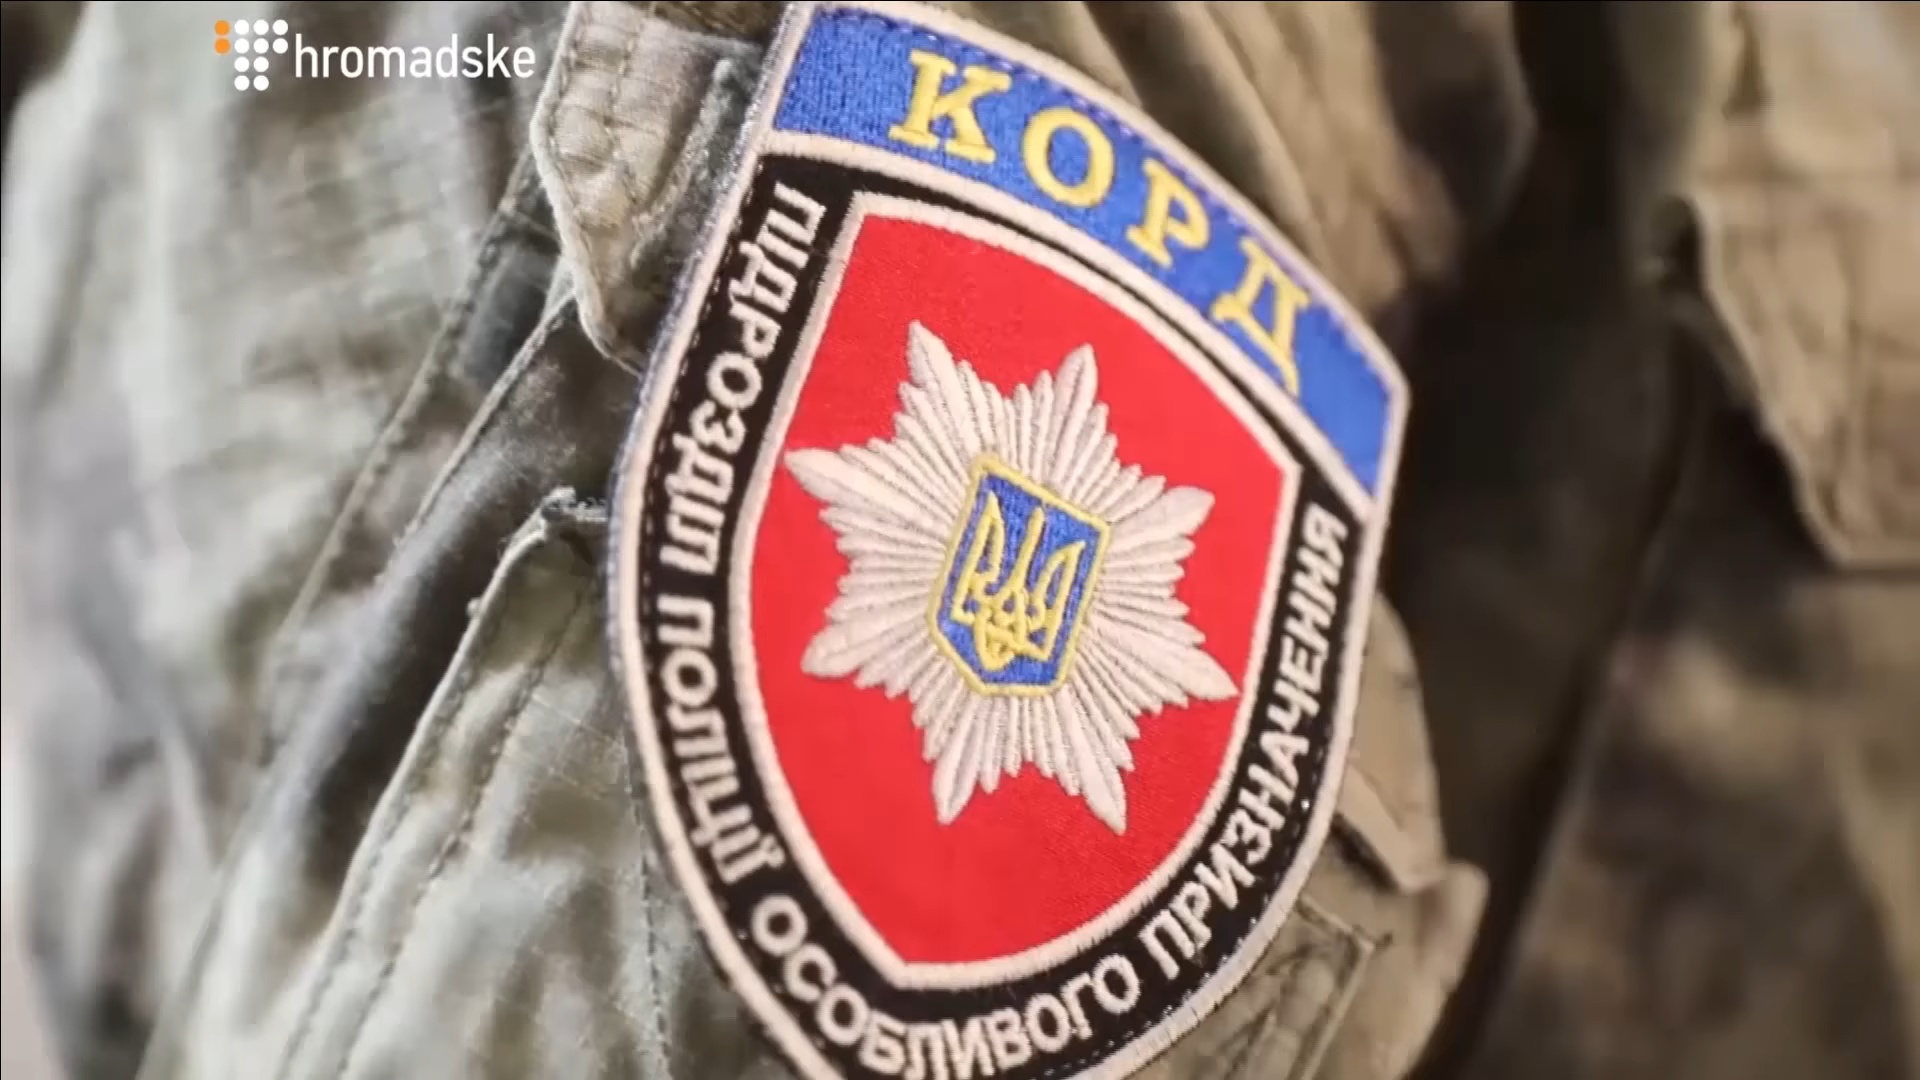 hromadske
КОРД
ПІДРОЗДІЛ ПОЛІЦІЇ ОСОБЛИВОГО ПРИЗНАЧЕННЯ